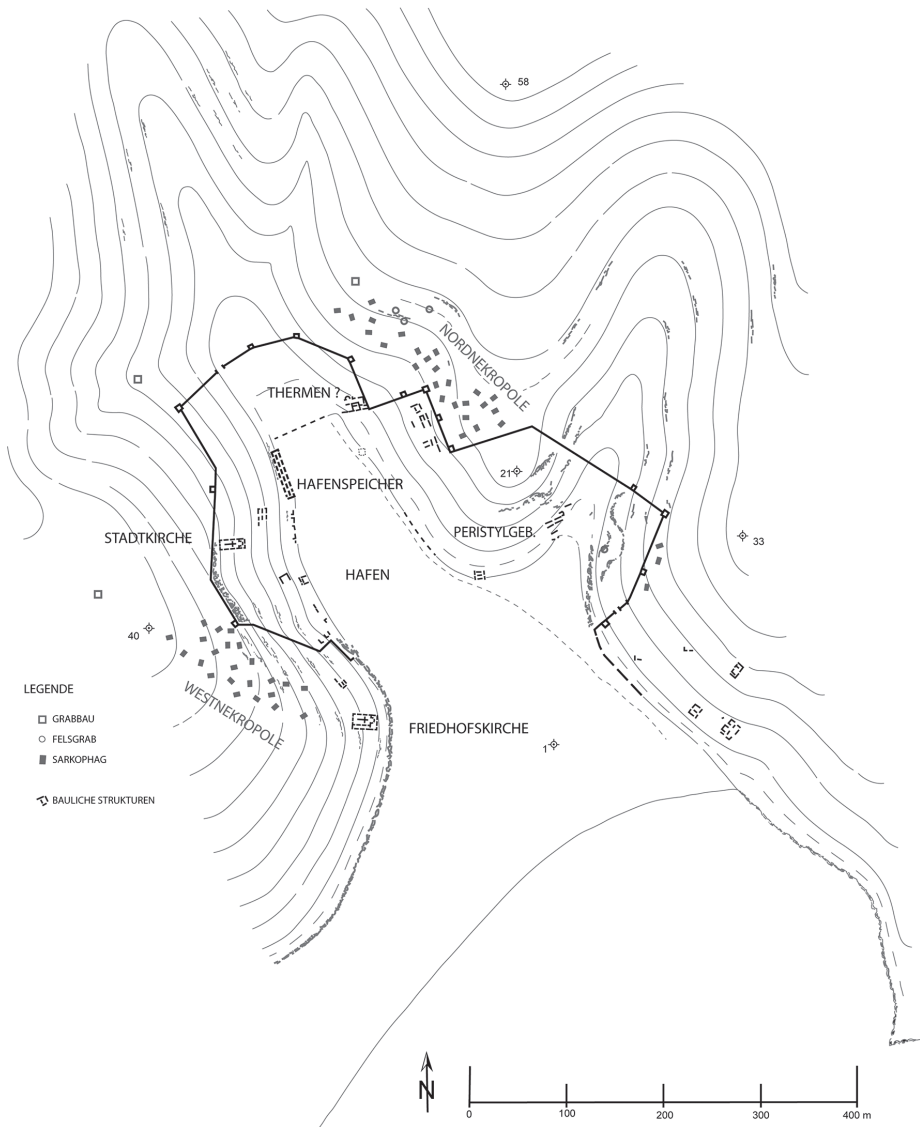 58
NORDNEKROPOLE
THERMEN ?
21
HAFENSPEICHER
PERISTYLGEB.
STADTKIRCHE
33
HAFEN
40
WESTNEKROPOLE
LEGENDE
GRABBAU
FELSGRAB
SARKOPHAG
BAULICHE STRUKTUREN
FRIEDHOFSKIRCHE
1
N
0 100 200 300 400 m